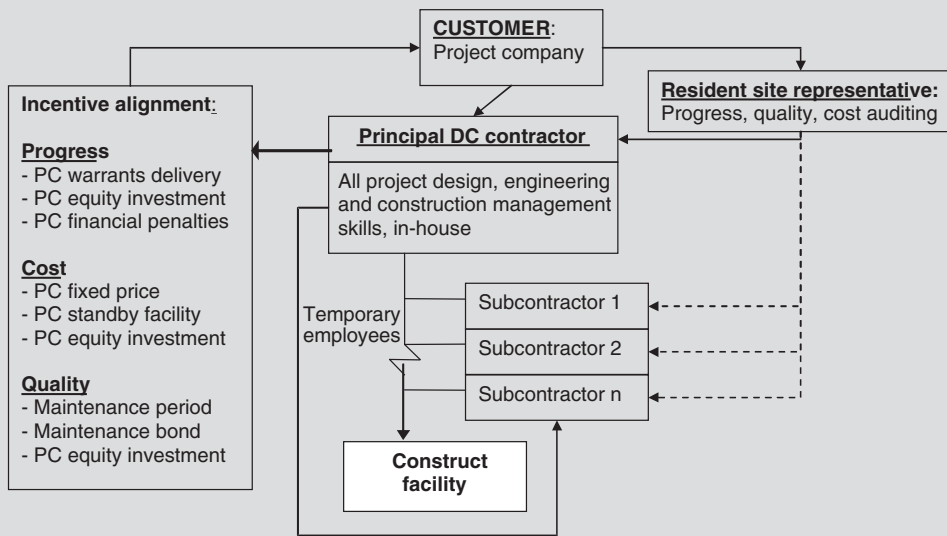 CUSTOMER:
Project company
Resident site representative:
Progress, quality, cost auditing
Incentive alignment:
Progress
- PC warrants delivery
- PC equity investment
- PC financial penalties
Cost
- PC fixed price
- PC standby facility
- PC equity investment
Quality
- Maintenance period
- Maintenance bond
- PC equity investment
Principal DC contractor
All project design, engineering
and construction management
skills, in-house
Temporary
employees
Subcontractor 1
Subcontractor 2
Subcontractor n
Construct
facility